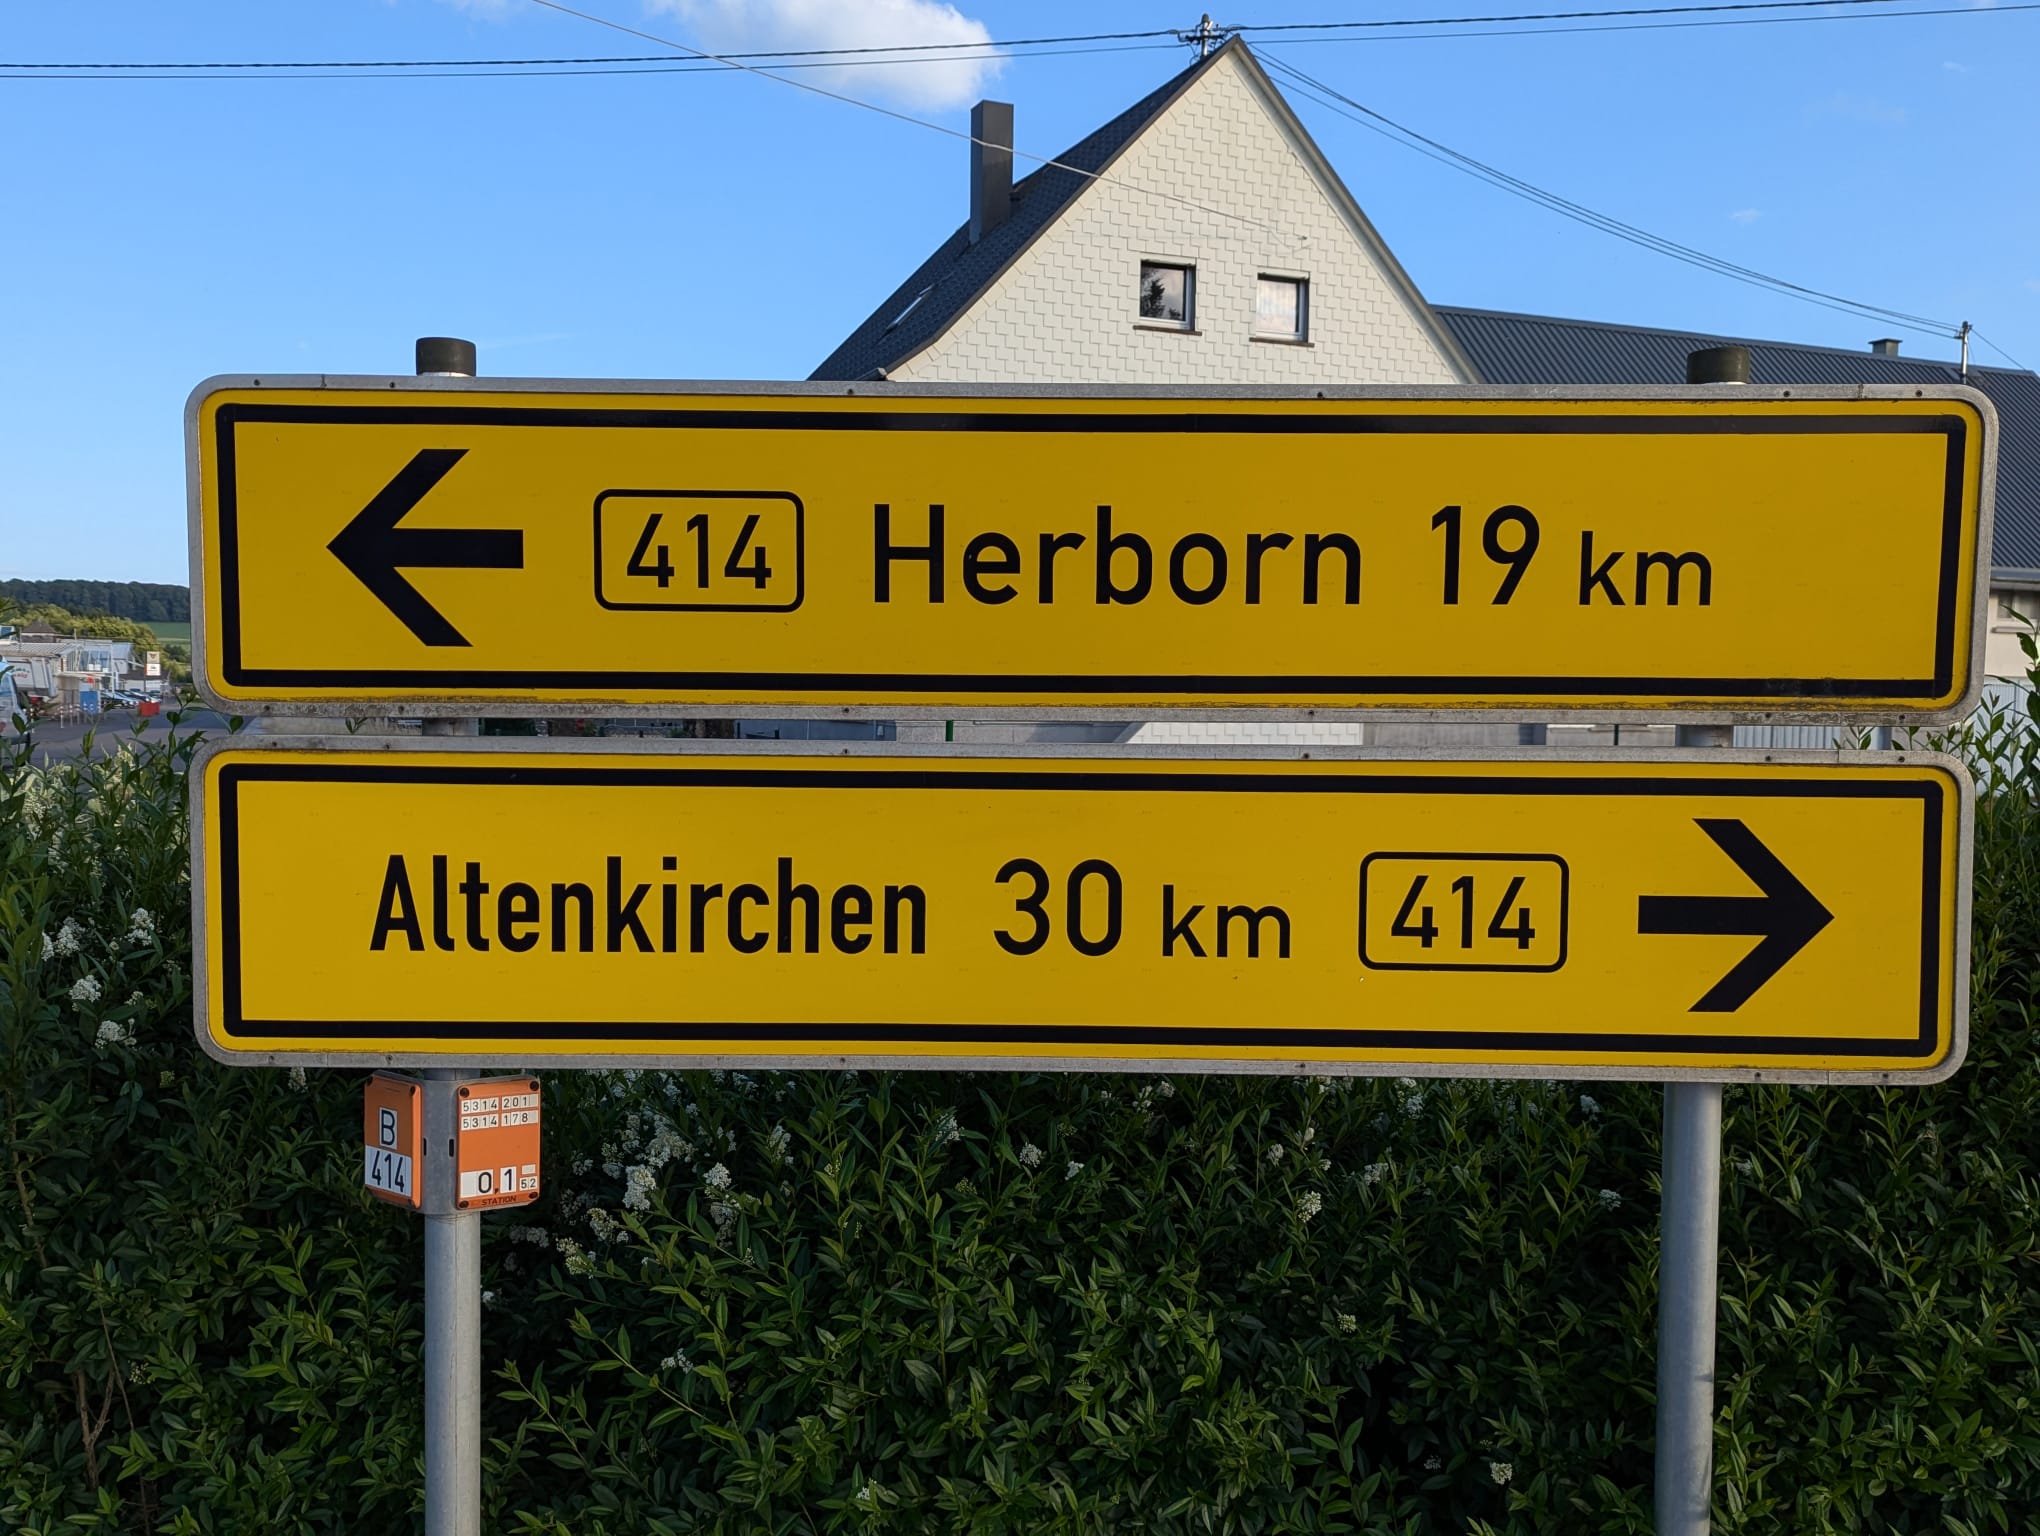 414 Herborn 19 km
Altenkirchen 30 km 414
B
414
5314 201
5314 178
0,1 52
STATION